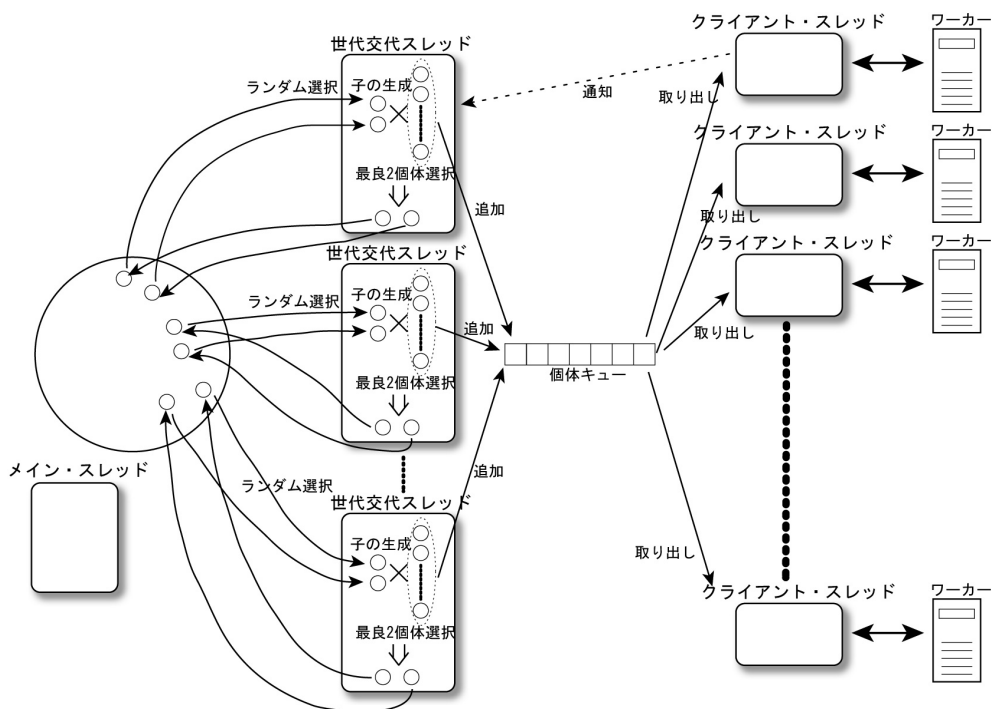 世代交代スレッド
ランダム選択
子の生成
最良2個体選択
追加
世代交代スレッド
ランダム選択
子の生成
最良2個体選択
追加
個体キュー
メイン・スレッド
ランダム選択
世代交代スレッド
子の生成
最良2個体選択
追加
通知
クライアント・スレッド
ワーカー
取り出し
クライアント・スレッド
ワーカー
取り出し
クライアント・スレッド
ワーカー
取り出し
取り出し
クライアント・スレッド
ワーカー